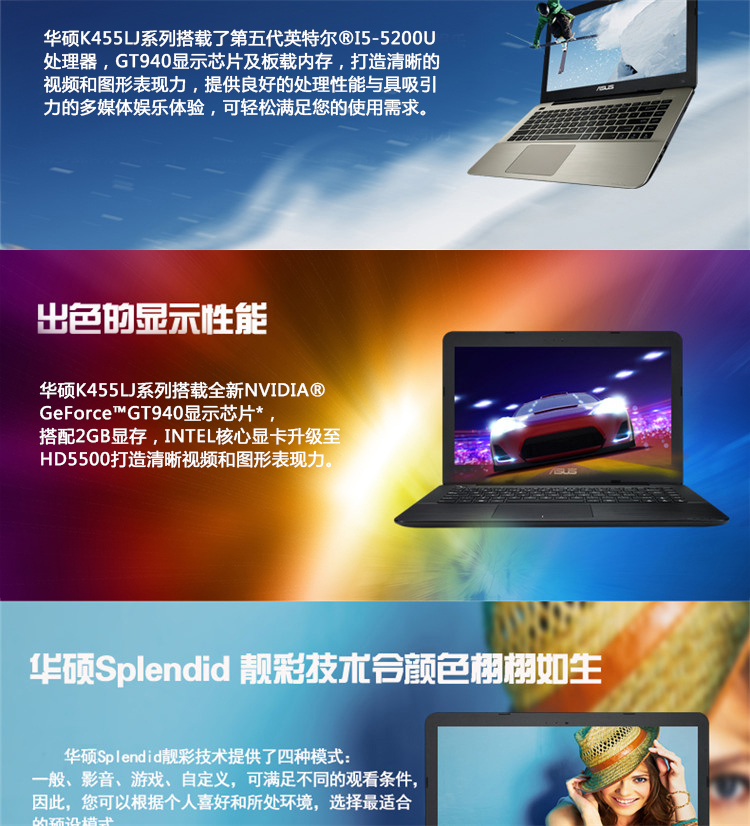 华硕K455LJ系列搭载了第五代英特尔®I5-5200U
处理器，GT940显示芯片及板载内存，打造清晰的
视频和图形表现力，提供良好的处理性能与具吸引
力的多媒体娱乐体验，可轻松满足您的使用需求。
ASUS
出色的显示性能
华硕K455LJ系列搭载全新NVIDIA®
GeForce™GT940显示芯片*，
搭配2GB显存，INTEL核心显卡升级至
HD5500打造清晰视频和图形表现力。
ASUS
华硕Splendid 靓彩技术令颜色栩栩如生
华硕Splendid靓彩技术提供了四种模式：
一般、影音、游戏、自定义，可满足不同的观看条件，
因此，您可以根据个人喜好和所处环境，选择最适合
的预设模式